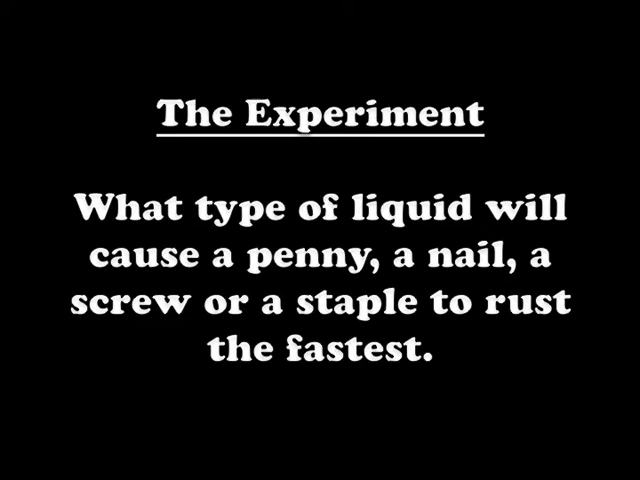 The Experiment
What type of liquid will
cause a penny, a nail, a
screw or a staple to rust
the fastest.